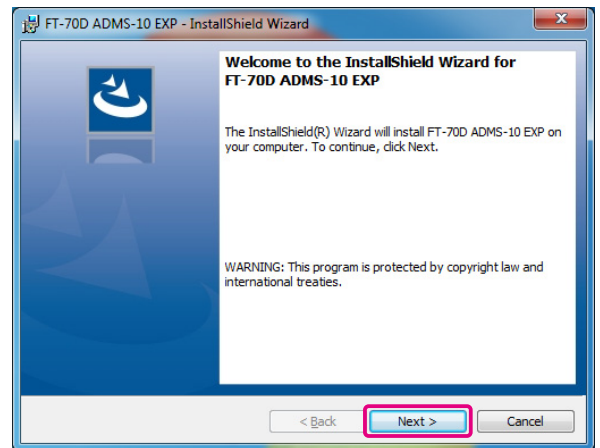 FT-70D ADMS-10 EXP - InstallShield Wizard
X
Welcome to the InstallShield Wizard for
FT-70D ADMS-10 EXP
The InstallShield(R) Wizard will install FT-70D ADMS-10 EXP on
your computer. To continue, click Next.
WARNING: This program is protected by copyright law and
international treaties.
< Back Next > Cancel